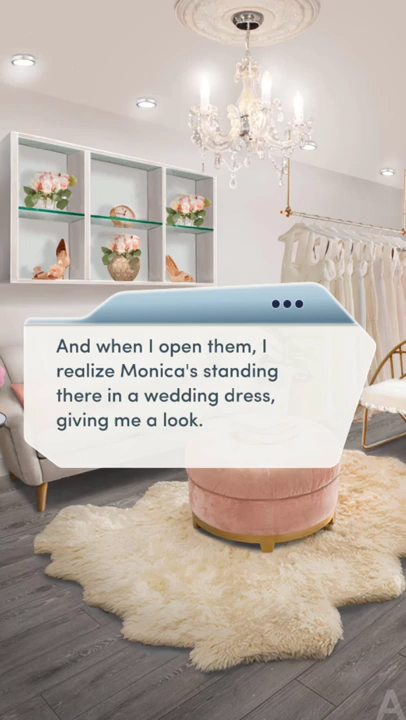 And when I open them, I
realize Monica's standing
there in a wedding dress,
giving me a look.
A